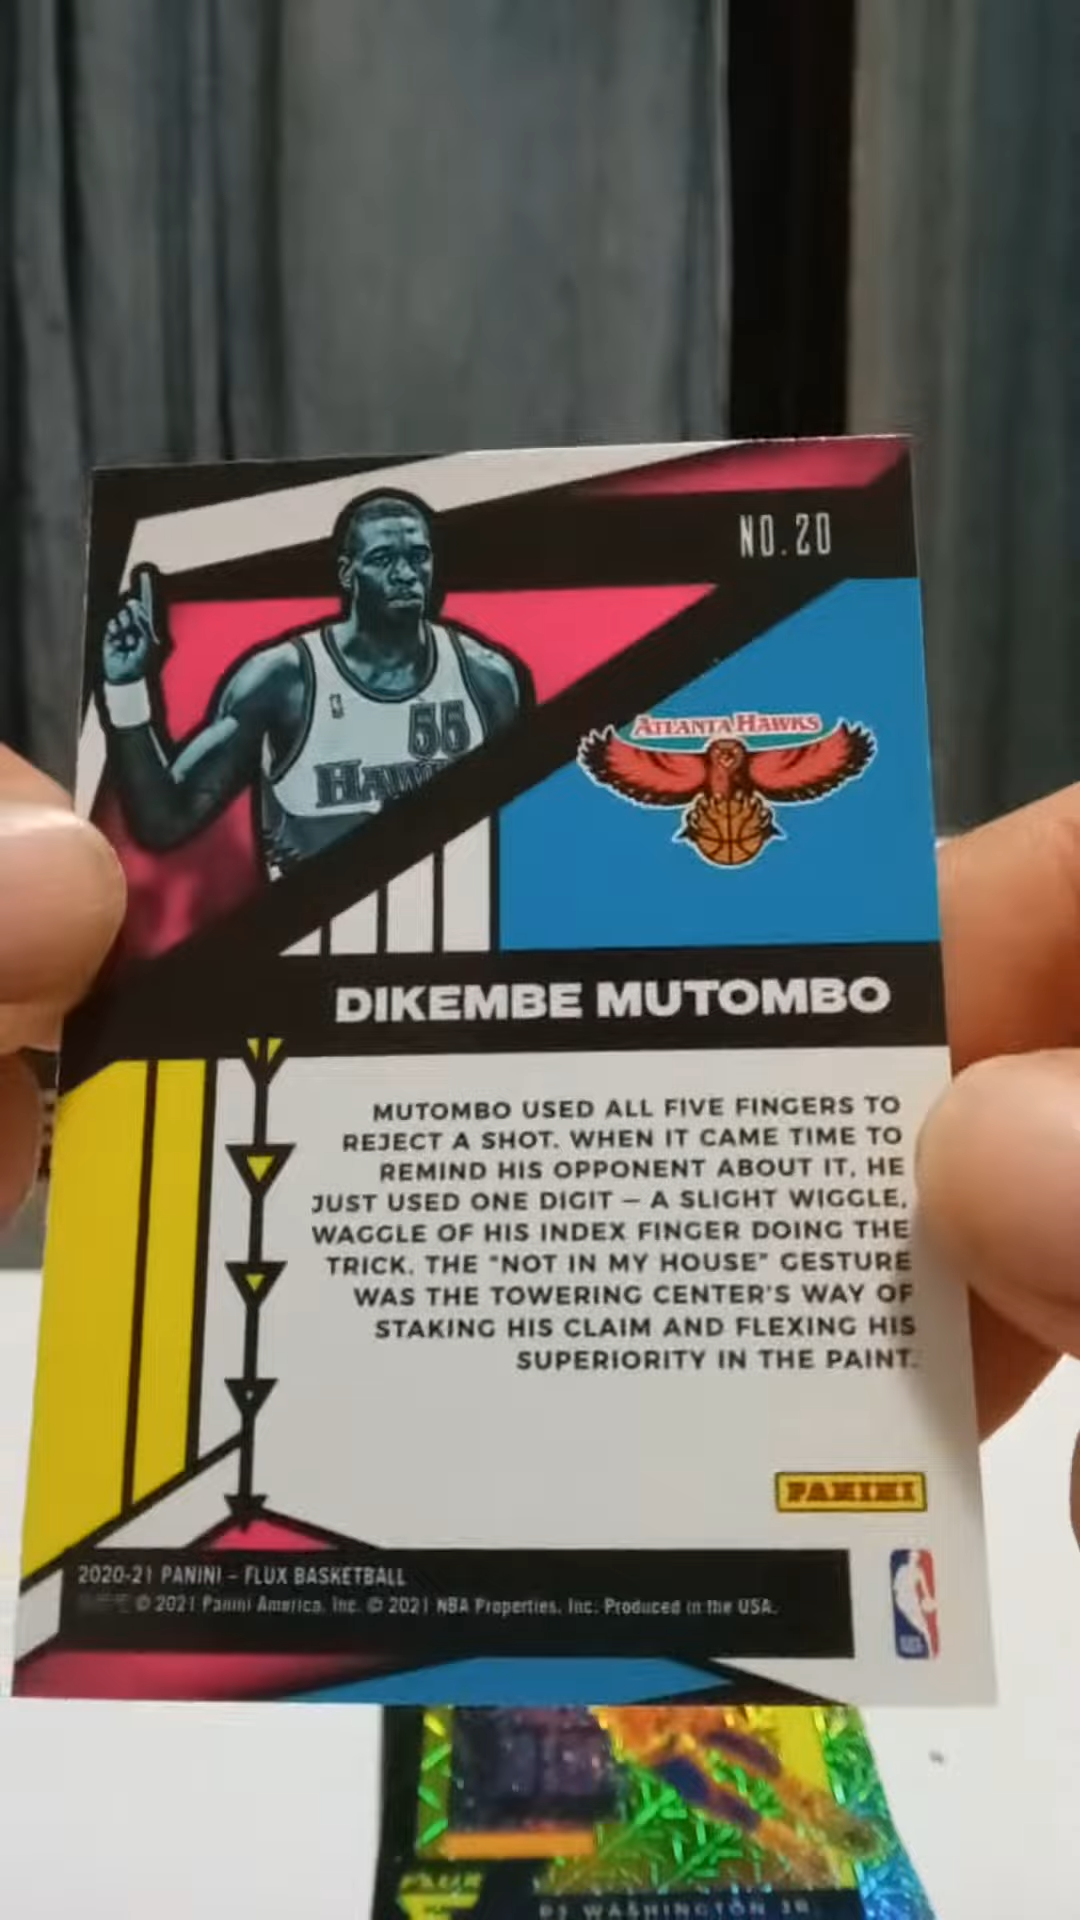 NO.20
55
ATLANTA HAWKS
DIKEMBE MUTOMBO
MUTOMBO USED ALL FIVE FINGERS TO
REJECT A SHOT. WHEN IT CAME TIME TO
REMIND HIS OPPONENT ABOUT IT, HE
JUST USED ONE DIGIT — A SLIGHT WIGGLE,
WAGGLE OF HIS INDEX FINGER DOING THE
TRICK. THE "NOT IN MY HOUSE" GESTURE
WAS THE TOWERING CENTER'S WAY OF
STAKING HIS CLAIM AND FLEXING HIS
SUPERIORITY IN THE PAINT.
PANINI
2020-21 PANINI – FLUX BASKETBALL
© 2021 Panini America, Inc. © 2021 NBA Properties, Inc. Produced in the USA.
FLUX
PJ WASHINGTON JR.